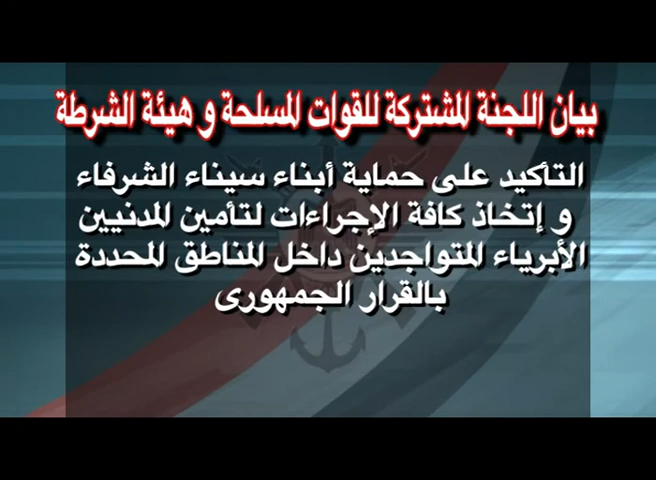 بيان اللجنة المشتركة للقوات المسلحة و هيئة الشرطة
التأكيد على حماية أبناء سيناء الشرفاء
و إتخاذ كافة الإجراءات لتأمين المدنيين
الأبرياء المتواجدين داخل المناطق المحددة
بالقرار الجمهورى